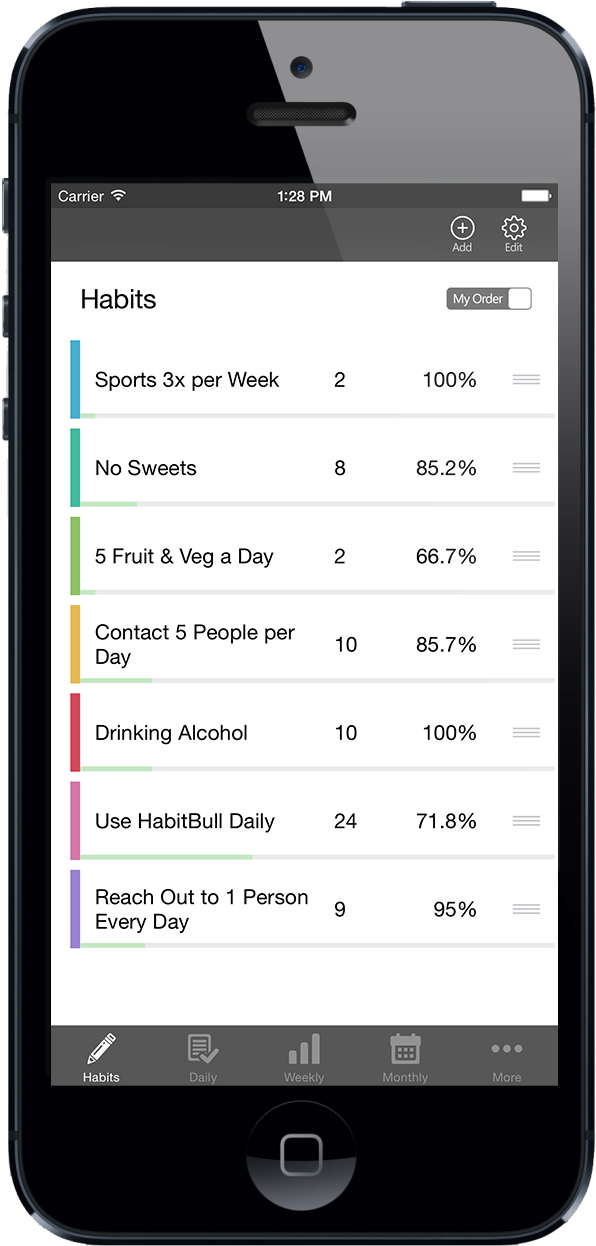 Carrier 1:28 PM
Add Edit
Habits My Order
Sports 3x per Week 2 100%
No Sweets 8 85.2%
5 Fruit & Veg a Day 2 66.7%
Contact 5 People per
Day 10 85.7%
Drinking Alcohol 10 100%
Use HabitBull Daily 24 71.8%
Reach Out to 1 Person
Every Day 9 95%
Habits Daily Weekly Monthly More